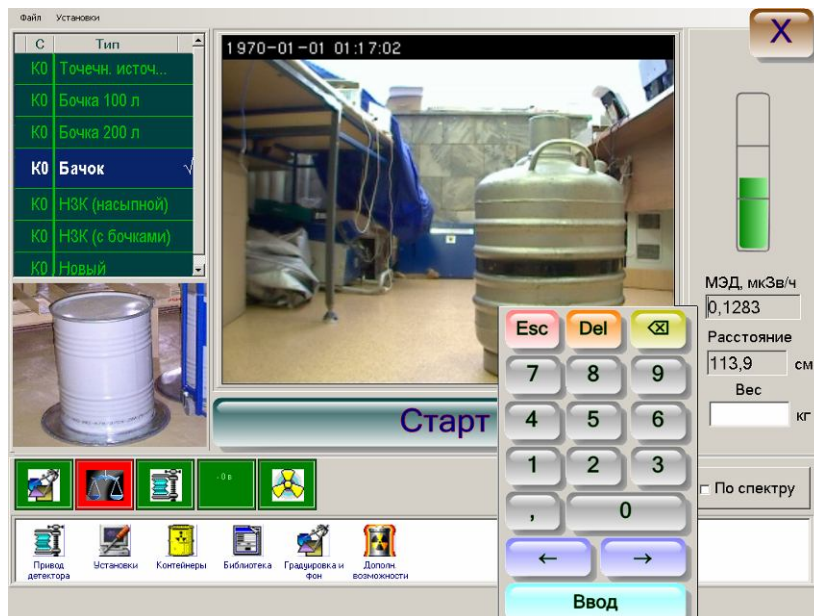 Файл Установки
С Тип
К0 Точечн. источ...
К0 Бочка 100 л
К0 Бочка 200 л
К0 Бачок √
К0 НЗК (насыпной)
К0 НЗК (с бочками)
К0 Новый
1970-01-01 01:17:02
X
МЭД, мкЗв/ч
0,1283
Расстояние
113,9 см
Вес
кг
Старт
Esc Del ⌫
7 8 9
4 5 6
1 2 3
, 0
← →
Ввод
По спектру
Привод
детектора
Установки
Контейнеры
Библиотека
Градуировка и
фон
Дополн.
возможности